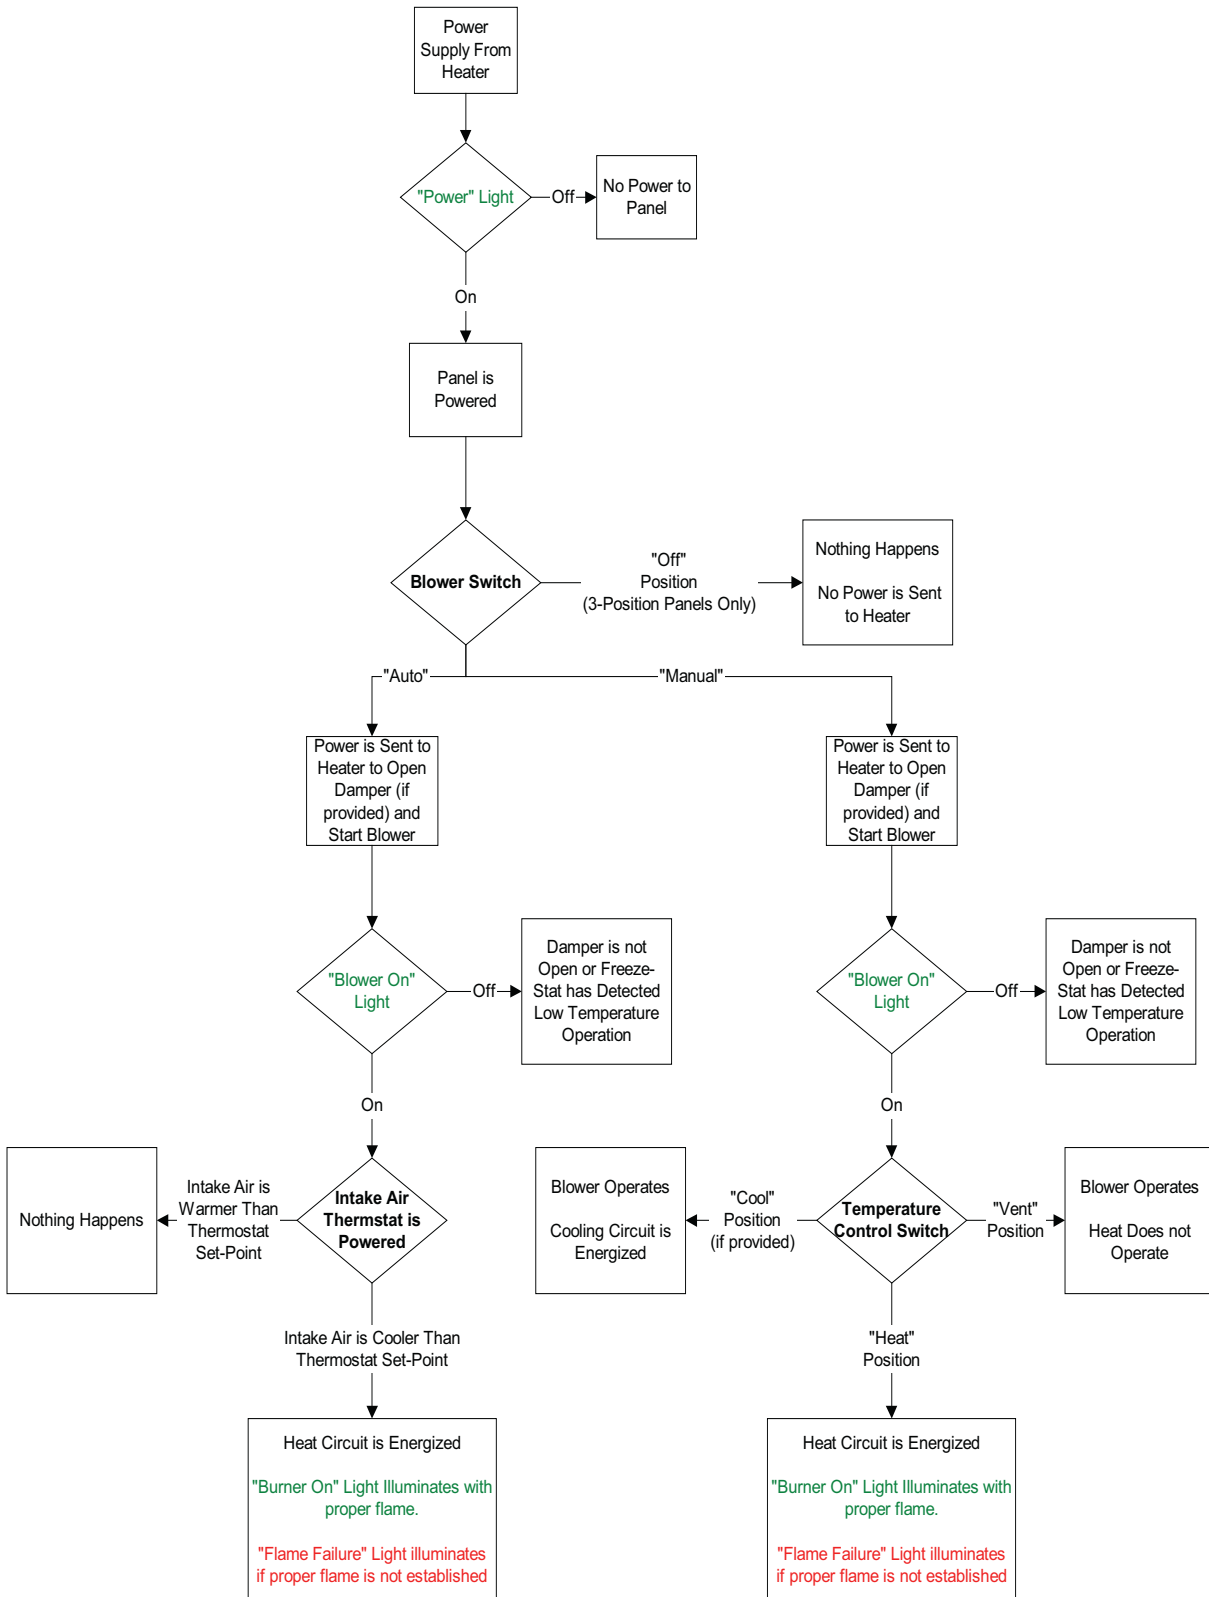 Power
Supply From
Heater
"Power" Light
Off
No Power to
Panel
On
Panel is
Powered
Blower Switch
"Off"
Position
(3-Position Panels Only)
Nothing Happens
No Power is Sent
to Heater
"Auto"
"Manual"
Power is Sent to
Heater to Open
Damper (if
provided) and
Start Blower
Power is Sent to
Heater to Open
Damper (if
provided) and
Start Blower
"Blower On"
Light
Off
Damper is not
Open or Freeze-
Stat has Detected
Low Temperature
Operation
"Blower On"
Light
Off
Damper is not
Open or Freeze-
Stat has Detected
Low Temperature
Operation
On
On
Nothing Happens
Intake Air is
Warmer Than
Thermostat
Set-Point
Intake Air
Thermstat is
Powered
Blower Operates
Cooling Circuit is
Energized
"Cool"
Position
(if provided)
Temperature
Control Switch
"Vent"
Position
Blower Operates
Heat Does not
Operate
Intake Air is Cooler Than
Thermostat Set-Point
"Heat"
Position
Heat Circuit is Energized
"Burner On" Light Illuminates with
proper flame.
"Flame Failure" Light illuminates
if proper flame is not established
Heat Circuit is Energized
"Burner On" Light Illuminates with
proper flame.
"Flame Failure" Light illuminates
if proper flame is not established